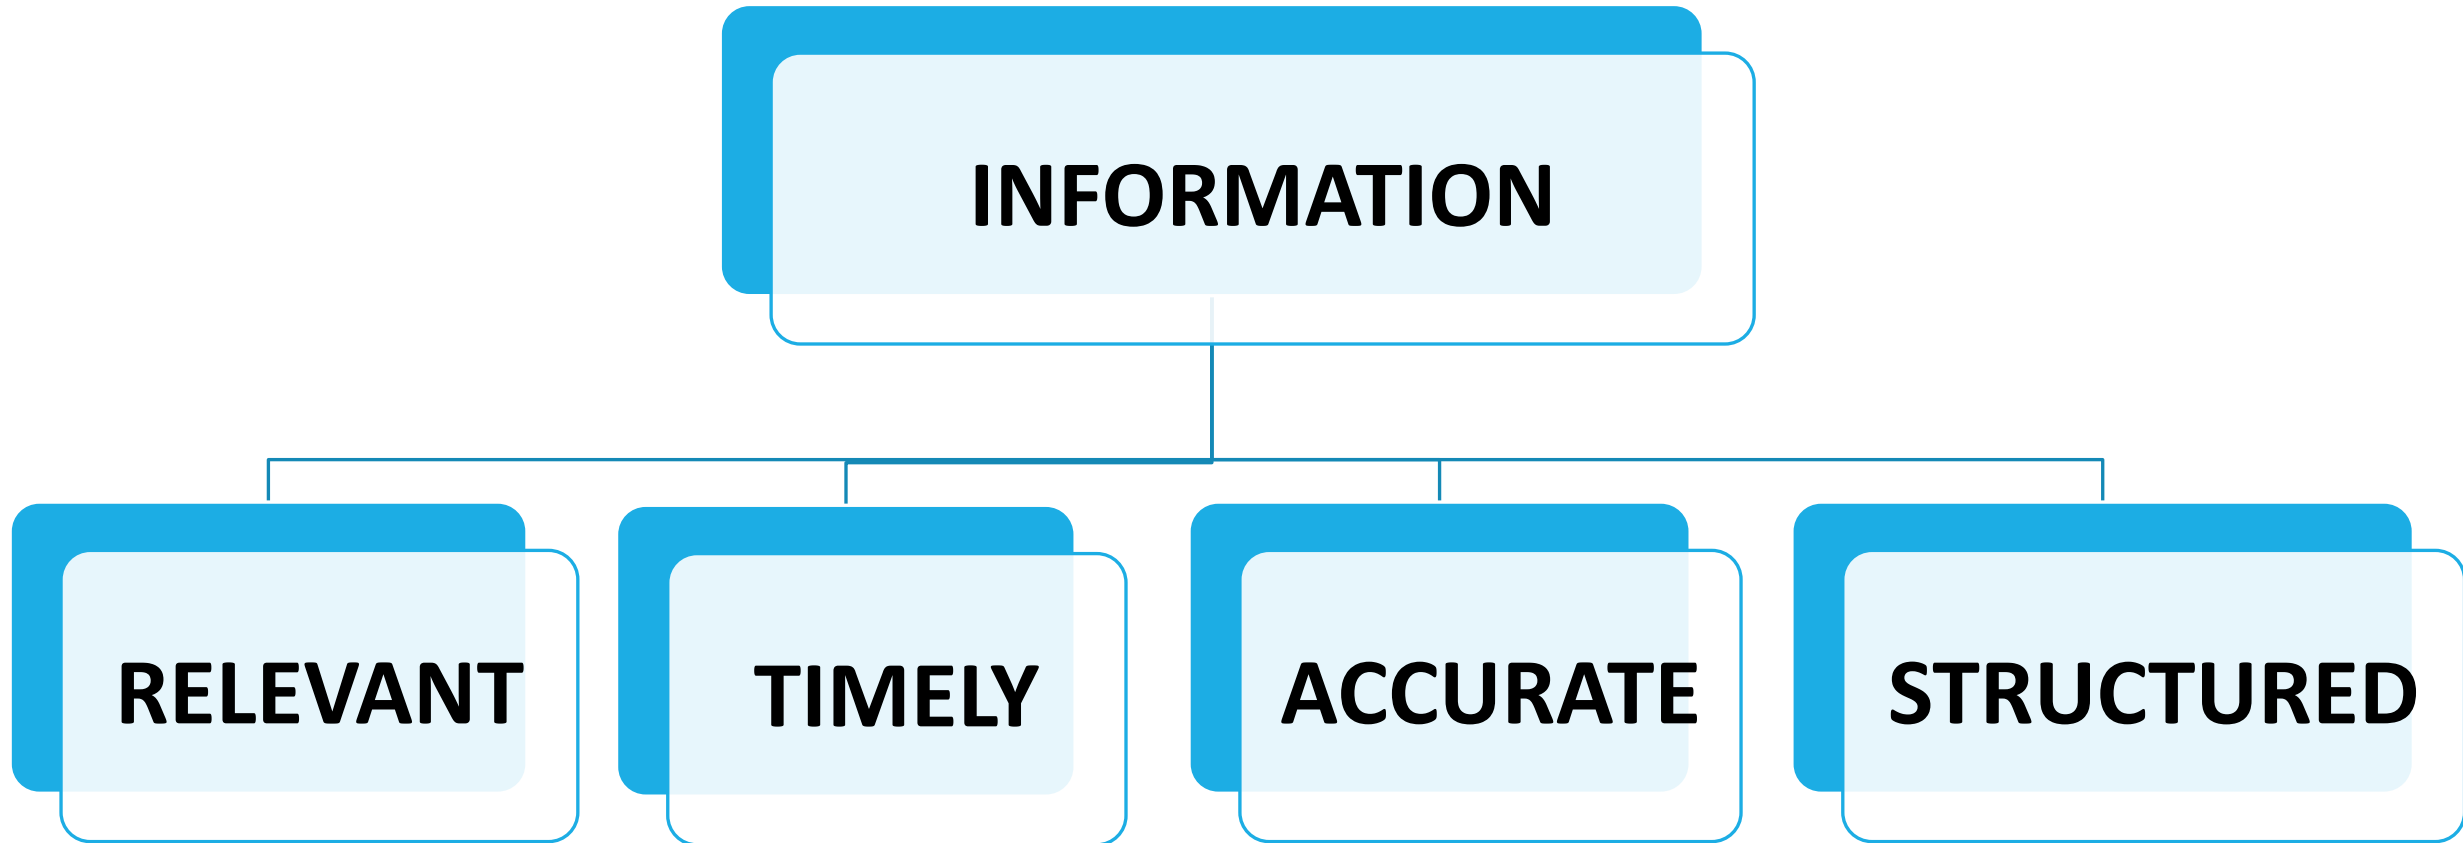 INFORMATION
RELEVANT
TIMELY
ACCURATE
STRUCTURED